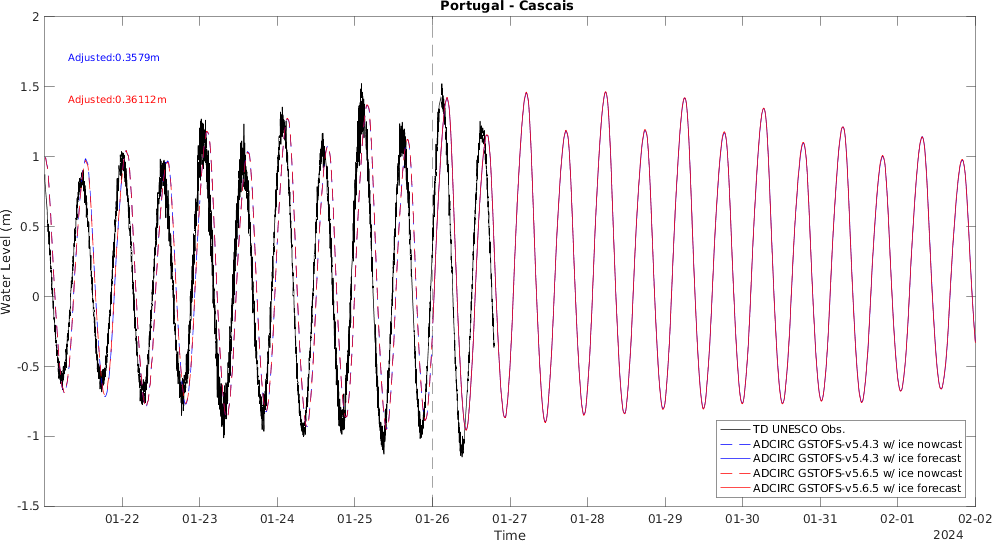 Portugal - Cascais
2
1.5
1
0.5
0
-0.5
-1
-1.5
Water Level (m)
Adjusted:0.3579m
Adjusted:0.36112m
TD UNESCO Obs.
ADCIRC GSTOFS-v5.4.3 w/ ice nowcast
ADCIRC GSTOFS-v5.4.3 w/ ice forecast
ADCIRC GSTOFS-v5.6.5 w/ ice nowcast
ADCIRC GSTOFS-v5.6.5 w/ ice forecast
01-22 01-23 01-24 01-25 01-26 01-27 01-28 01-29 01-30 01-31 02-01 02-02
Time
2024